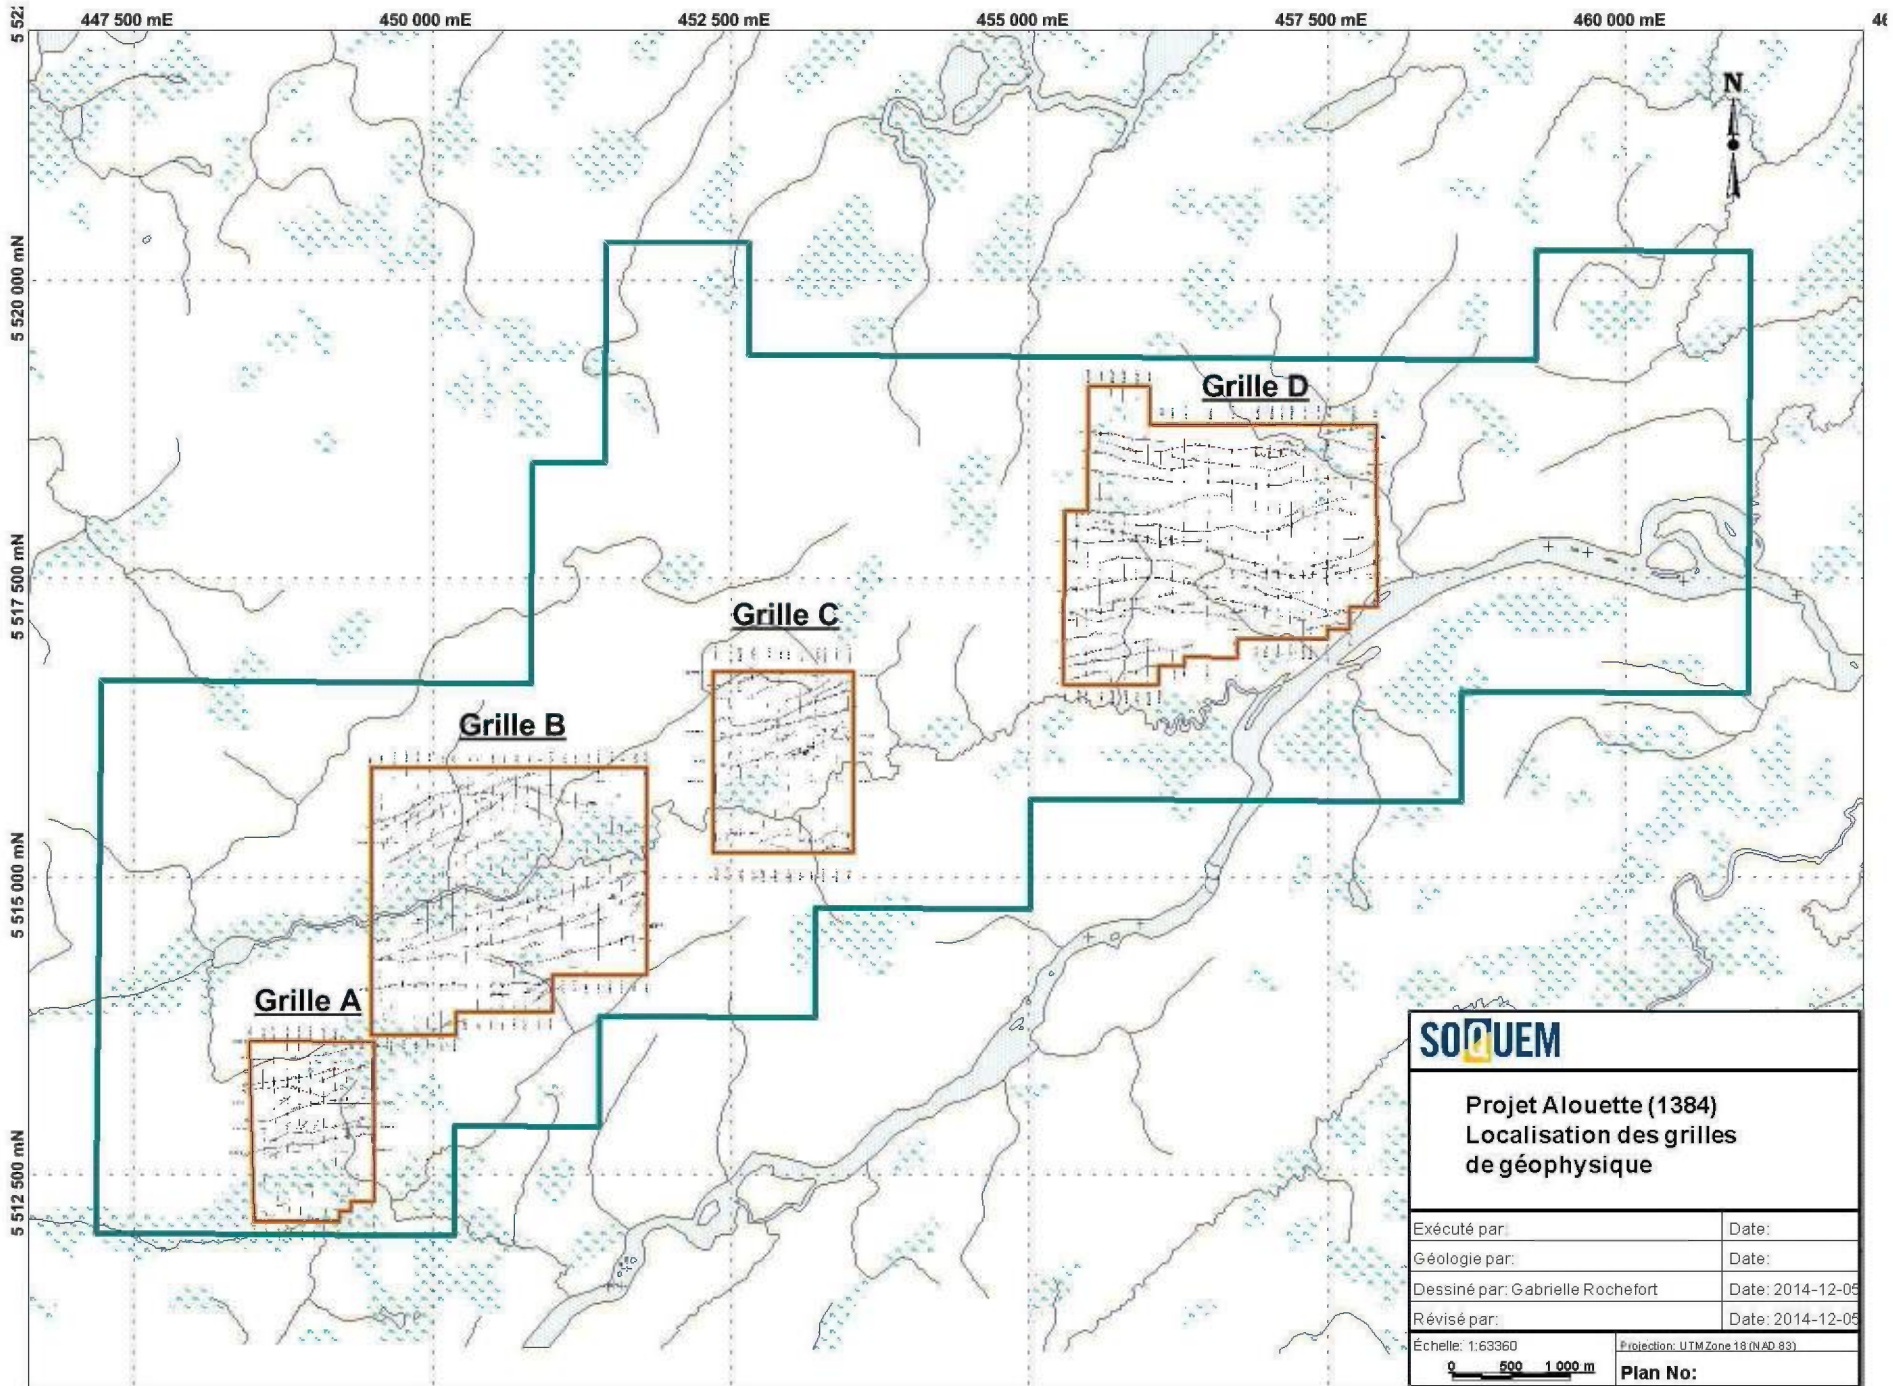 447 500 mE
450 000 mE
452 500 mE
455 000 mE
457 500 mE
460 000 mE
N
5 520 000 mN
5 517 500 mN
5 515 000 mN
5 512 500 mN
Grille D
Grille C
Grille B
Grille A
SOQUEM
Projet Alouette (1384)
Localisation des grilles
de géophysique
Exécuté par:
Date:
Géologie par:
Date:
Dessiné par: Gabrielle Rochefort
Date: 2014-12-05
Révisé par:
Date: 2014-12-05
Échelle: 1:63360
0 500 1 000 m
Projection: UTM Zone 18 (NAD 83)
Plan No: